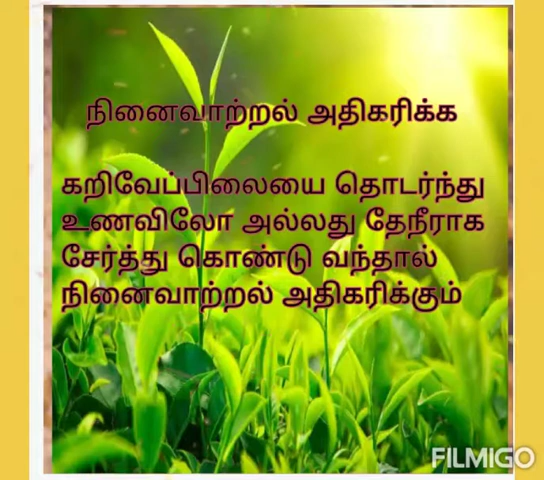 நினைவாற்றல் அதிகரிக்க
கறிவேப்பிலையை தொடர்ந்து
உணவிலோ அல்லது தேநீராக
சேர்த்து கொண்டு வந்தால்
நினைவாற்றல் அதிகரிக்கும்
FILMIGO